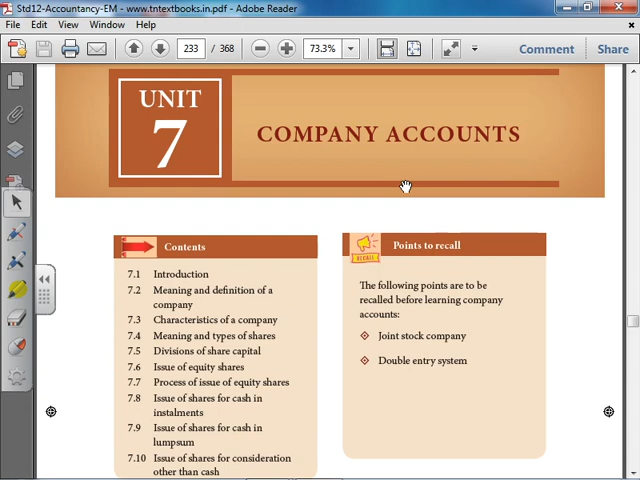 Std12-Accountancy-EM - www.tntextbooks.in.pdf - Adobe Reader
File Edit View Window Help
233 / 368 73.3% Comment Share
UNIT
7
COMPANY ACCOUNTS
Contents
7.1 Introduction
7.2 Meaning and definition of a
company
7.3 Characteristics of a company
7.4 Meaning and types of shares
7.5 Divisions of share capital
7.6 Issue of equity shares
7.7 Process of issue of equity shares
7.8 Issue of shares for cash in
instalments
7.9 Issue of shares for cash in
lumpsum
7.10 Issue of shares for consideration
other than cash
RECALL
Points to recall
The following points are to be
recalled before learning company
accounts:
Joint stock company
Double entry system